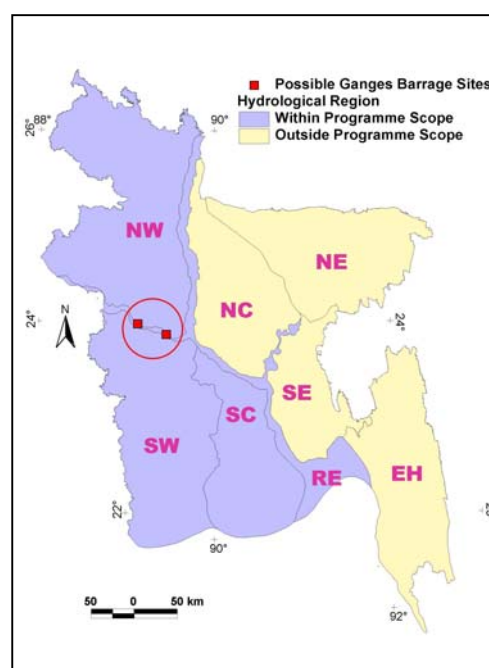 Possible Ganges Barrage Sites
Hydrological Region
Within Programme Scope
Outside Programme Scope
26°
88°
90°
NW
NE
NC
24°
N
24°
SE
SC
SW
RE
EH
22°
90°
92°
50 0 50 km